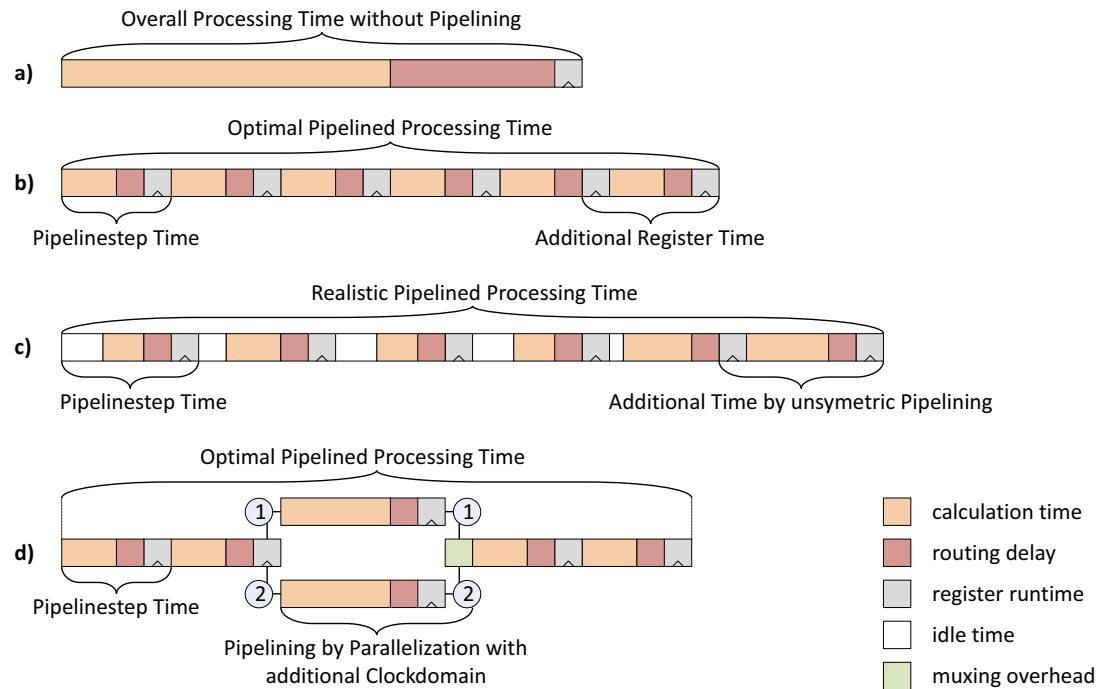 Overall Processing Time without Pipelining
a)
Optimal Pipelined Processing Time
b)
Pipelinestep Time
Additional Register Time
Realistic Pipelined Processing Time
c)
Pipelinestep Time
Additional Time by unsymetric Pipelining
Optimal Pipelined Processing Time
1
1
d)
2
2
Pipelinestep Time
Pipelining by Parallelization with
additional Clockdomain
calculation time
routing delay
register runtime
idle time
muxing overhead